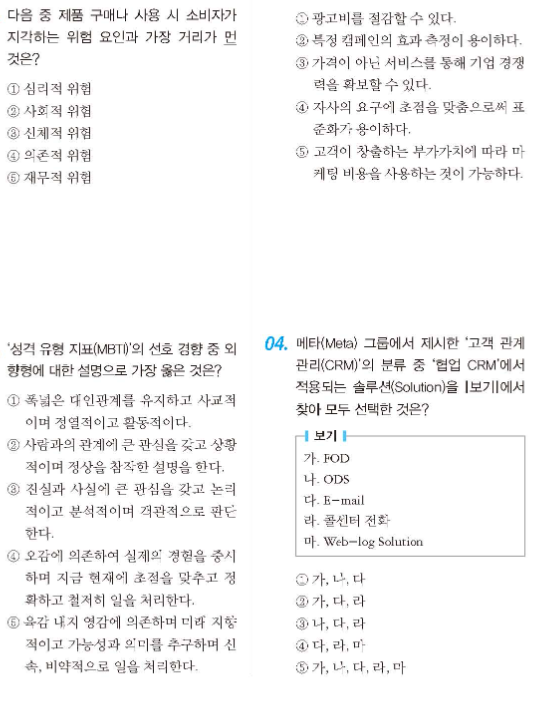 다음 중 제품 구매나 사용 시 소비자가
지각하는 위험 요인과 가장 거리가 먼
것은?
① 심리적 위험
② 사회적 위험
③ 신체적 위험
④ 의존적 위험
⑤ 재무적 위험
'성격 유형 지표(MBTI)'의 선호 경향 중 외
향형에 대한 설명으로 가장 옳은 것은?
① 폭넓은 대인관계를 유지하고 사교적
이며 정열적이고 활동적이다.
② 사람과의 관계에 큰 관심을 갖고 상황
적이며 정상을 참작한 설명을 한다.
③ 진실과 사실에 큰 관심을 갖고 논리
적이고 분석적이며 객관적으로 판단
한다.
④ 오감에 의존하여 실제의 경험을 중시
하며 지금 현재에 초점을 맞추고 정
확하고 철저히 일을 처리한다.
⑤ 육감 내지 영감에 의존하며 미래 지향
적이고 가능성과 의미를 추구하며 신
속, 비약적으로 일을 처리한다.
① 광고비를 절감할 수 있다.
② 특정 캠페인의 효과 측정이 용이하다.
③ 가격이 아닌 서비스를 통해 기업 경쟁
력을 확보할 수 있다.
④ 자사의 요구에 초점을 맞춤으로써 표
준화가 용이하다.
⑤ 고객이 창출하는 부가가치에 따라 마
케팅 비용을 사용하는 것이 가능하다.
04. 메타(Meta) 그룹에서 제시한 '고객 관계
관리(CRM)'의 분류 중 '협업 CRM'에서
적용되는 솔루션(Solution)을 |보기|에서
찾아 모두 선택한 것은?
보기
가. FOD
나. ODS
다. E-mail
라. 콜센터 전화
마. Web-log Solution
① 가, 나, 다
② 가, 다, 라
③ 나, 다, 라
④ 다, 라, 마
⑤ 가, 나, 다, 라, 마